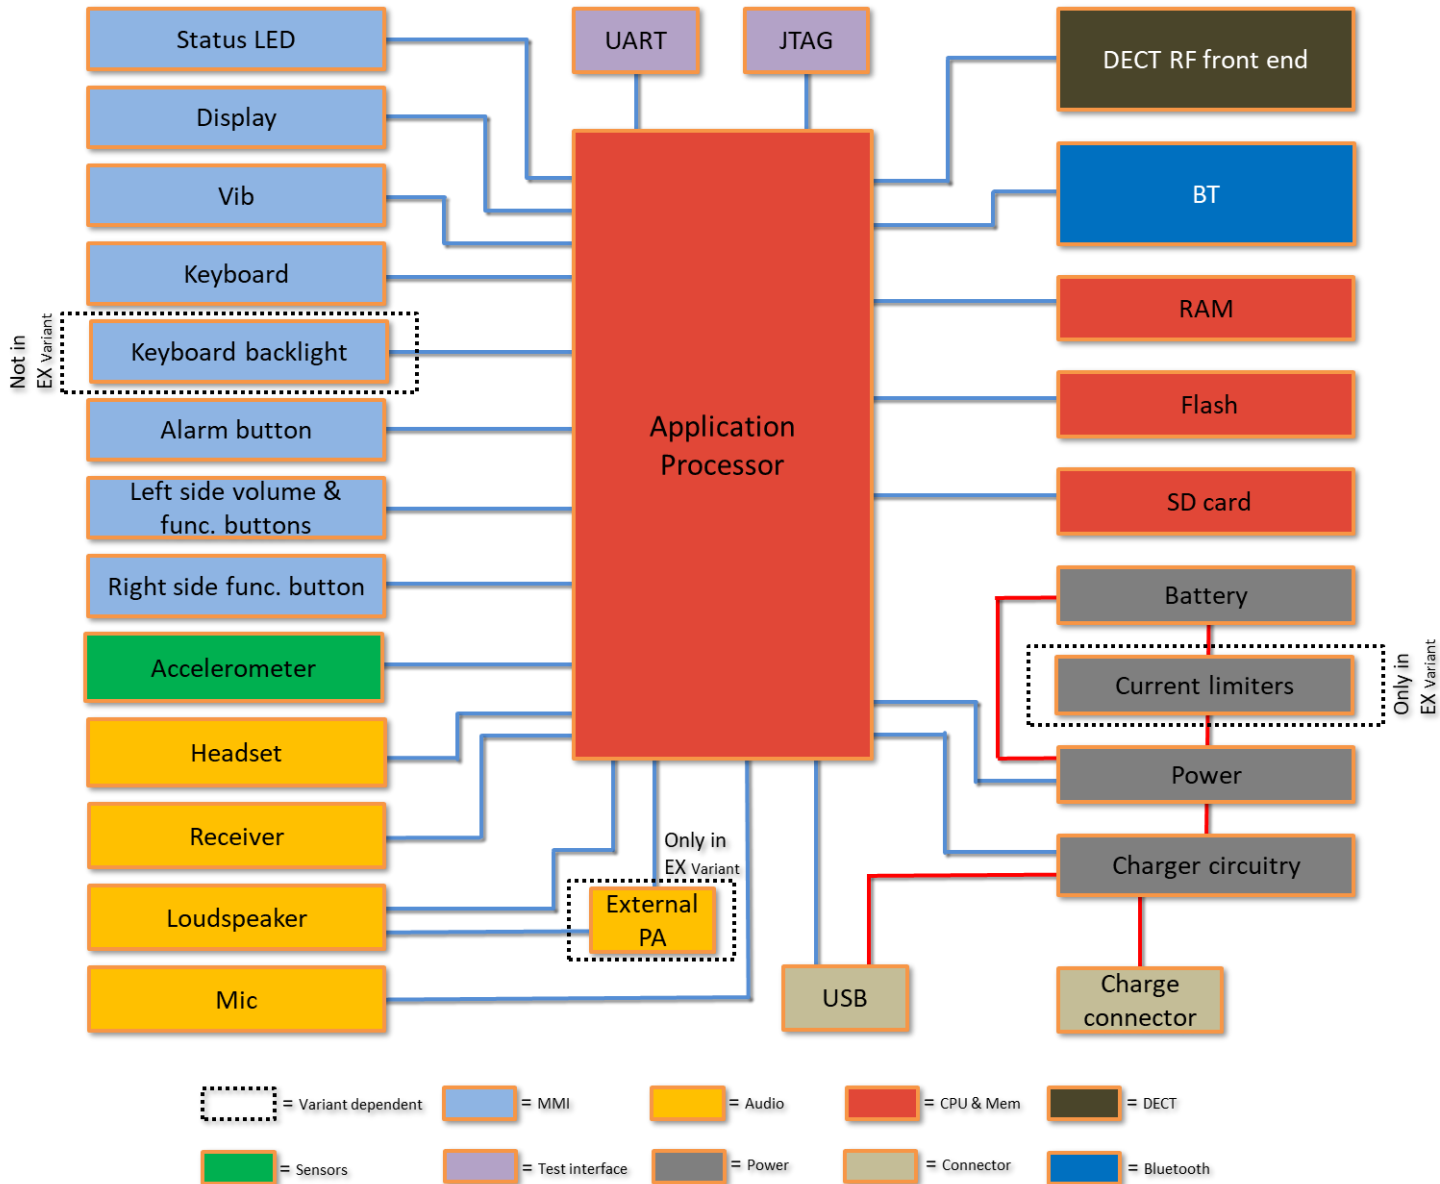 Status LED
UART
JTAG
DECT RF front end
Display
Vib
BT
Keyboard
RAM
Not in
EX Variant
Keyboard backlight
Flash
Alarm button
Application
Processor
Left side volume &
func. buttons
SD card
Right side func. button
Battery
Accelerometer
Current limiters
Only in
EX Variant
Headset
Power
Receiver
Only in
EX Variant
Charger circuitry
Loudspeaker
External
PA
Mic
USB
Charge
connector
= Variant dependent
= MMI
= Audio
= CPU & Mem
= DECT
= Sensors
= Test interface
= Power
= Connector
= Bluetooth